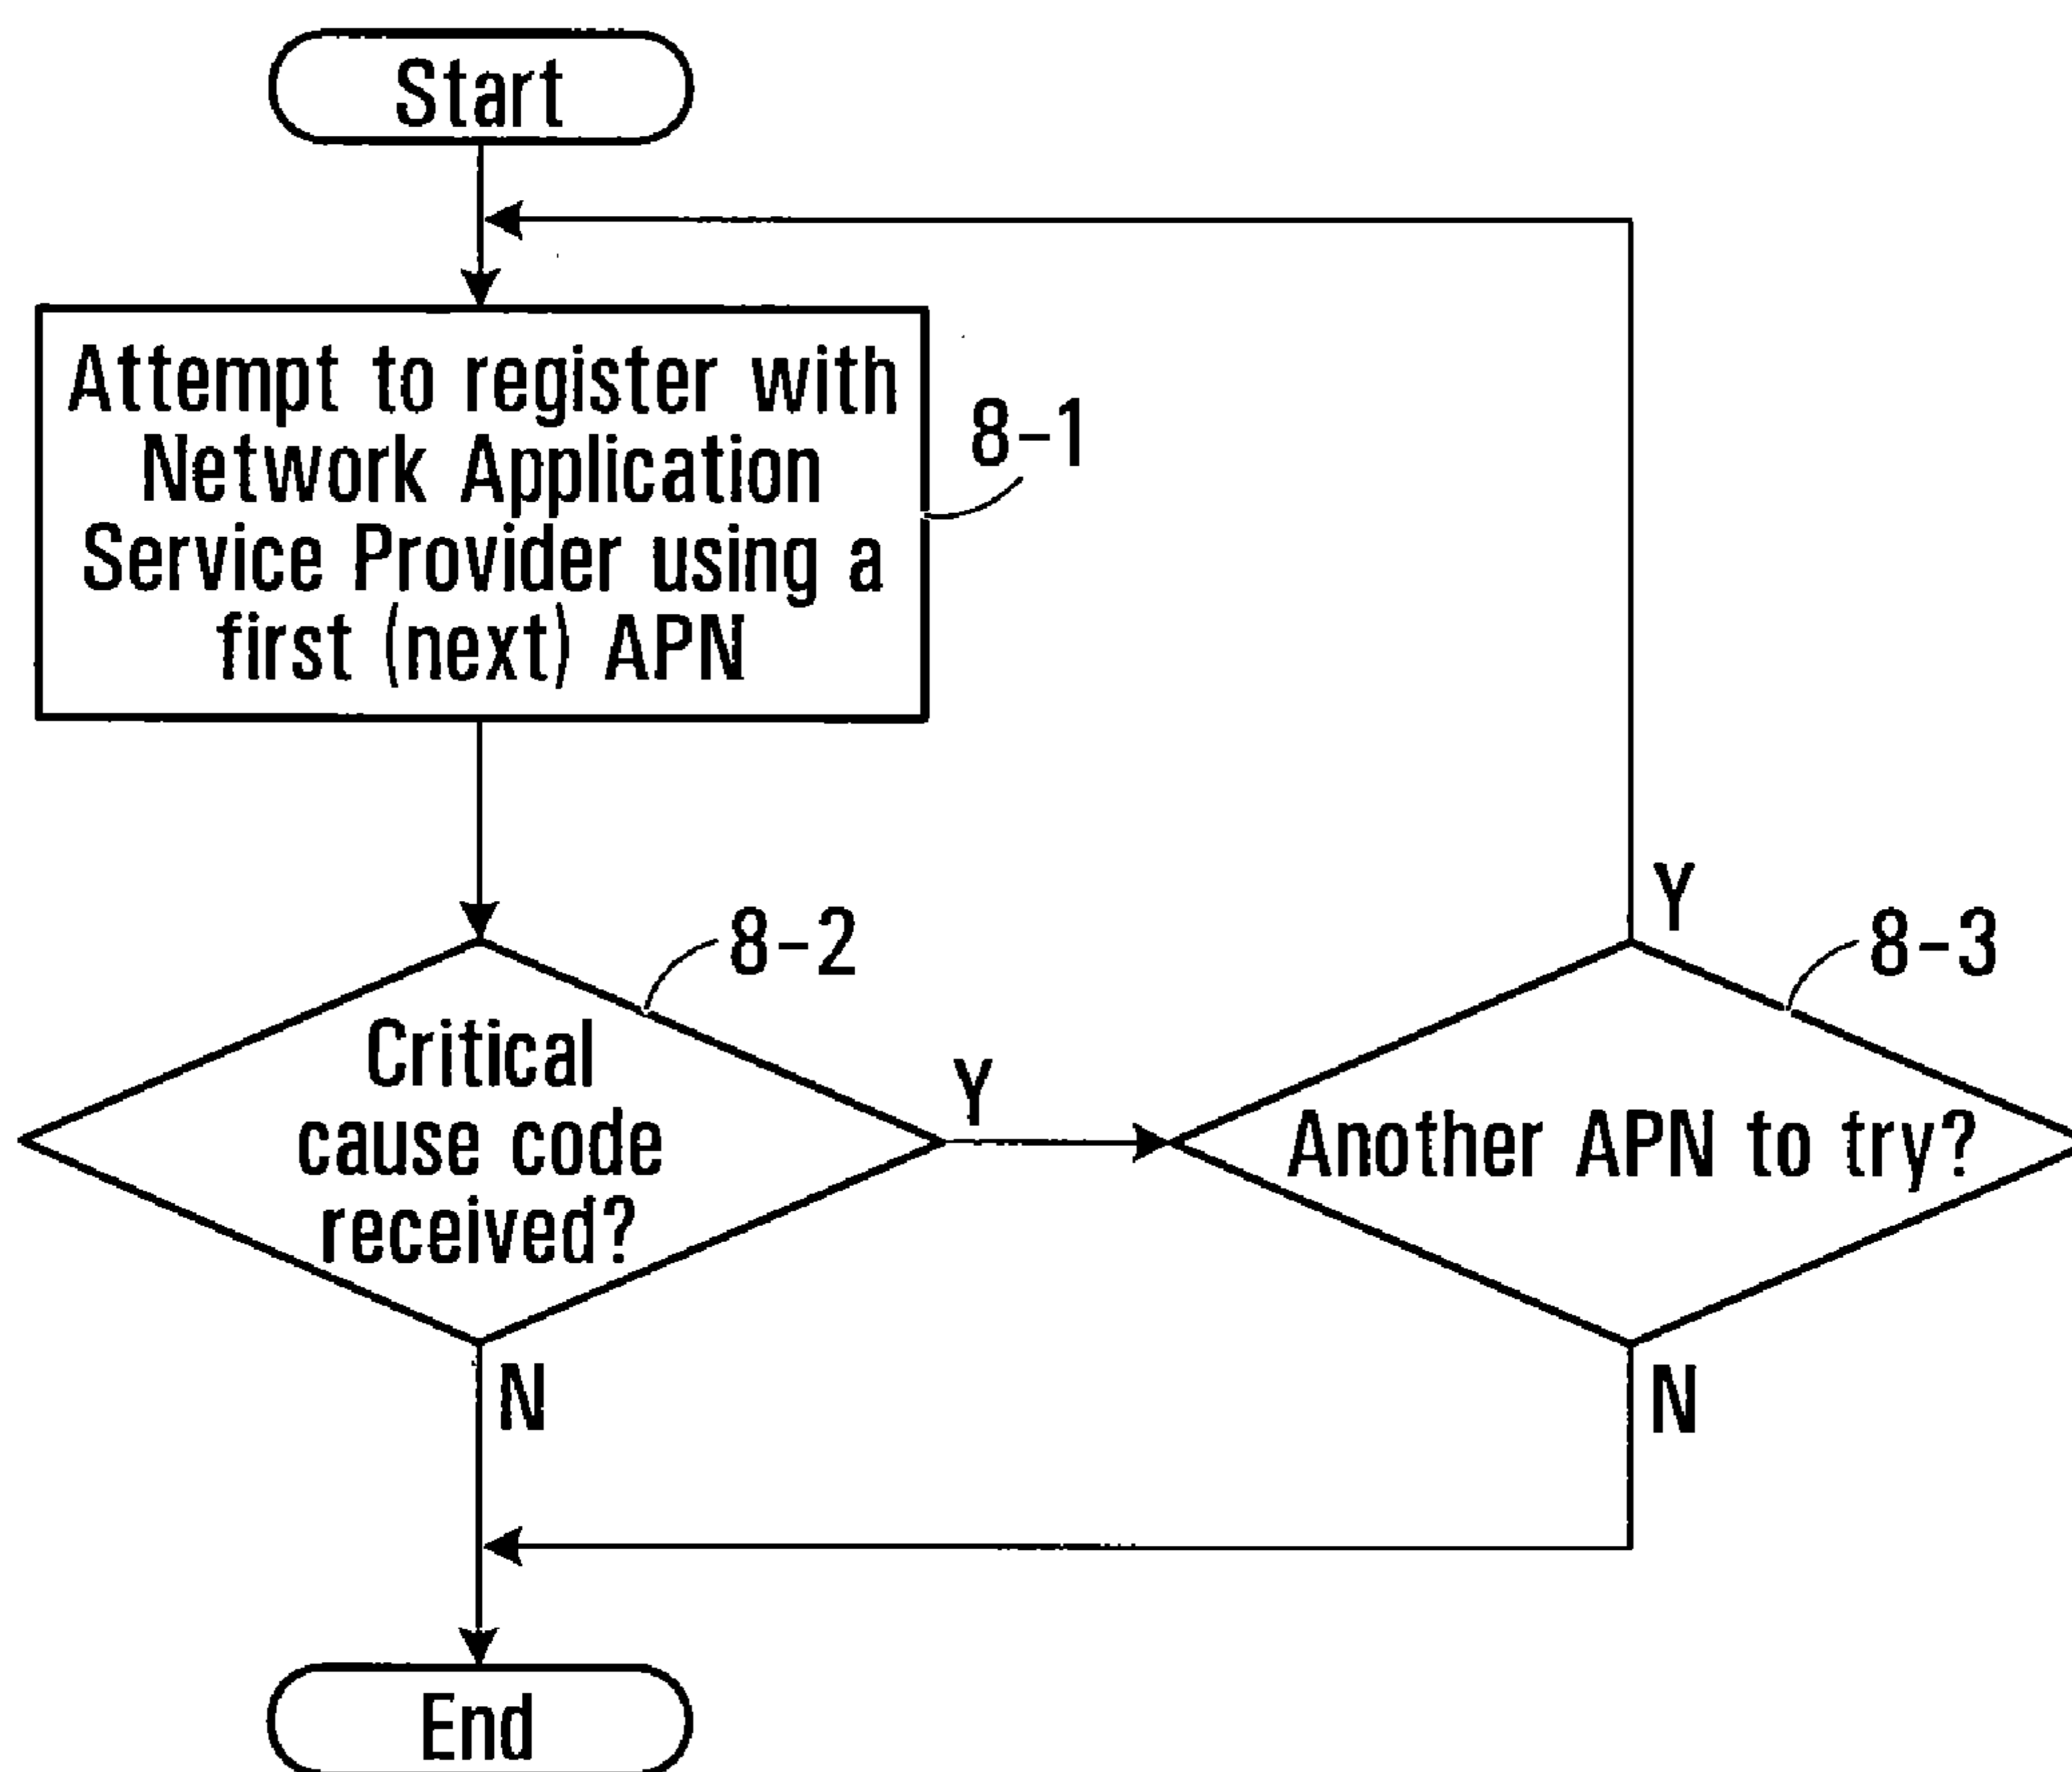 Start
Attempt to register with
Network Application
Service Provider using a
first (next) APN
8-1
Y
8-2
8-3
Critical
cause code
received?
Y
Another APN to try?
N
N
End